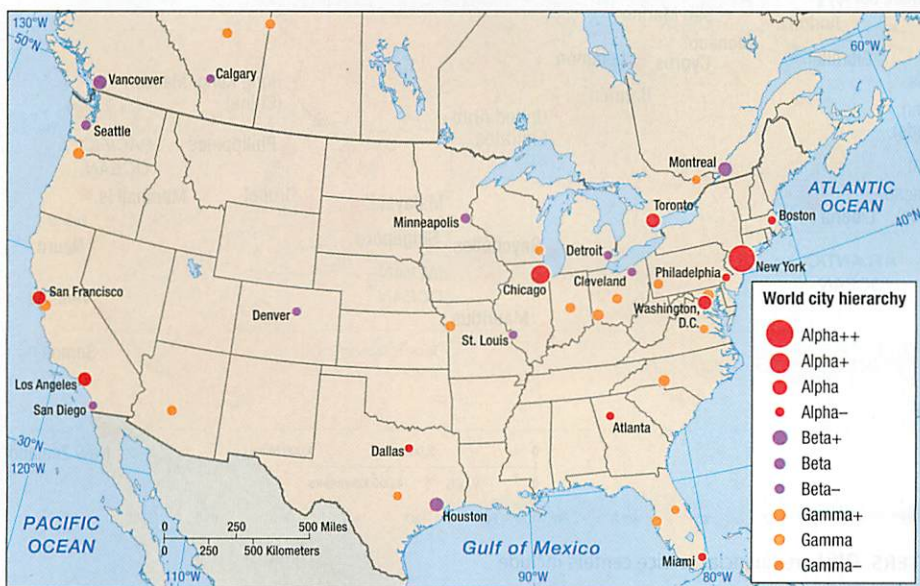 130°W
50°N
60°W
Vancouver
Calgary
Seattle
Montreal
ATLANTIC
OCEAN
Toronto
Boston
40°N
Minneapolis
Detroit
Cleveland
Philadelphia
New York
Chicago
San Francisco
Washington,
D.C.
Denver
St. Louis
Los Angeles
San Diego
Atlanta
30°N
120°W
Dallas
Houston
PACIFIC
OCEAN
0 250 500 Miles
0 250 500 Kilometers
Gulf of Mexico
Miami
110°W
90°W
80°W
World city hierarchy
Alpha++
Alpha+
Alpha
Alpha–
Beta+
Beta
Beta–
Gamma+
Gamma
Gamma–